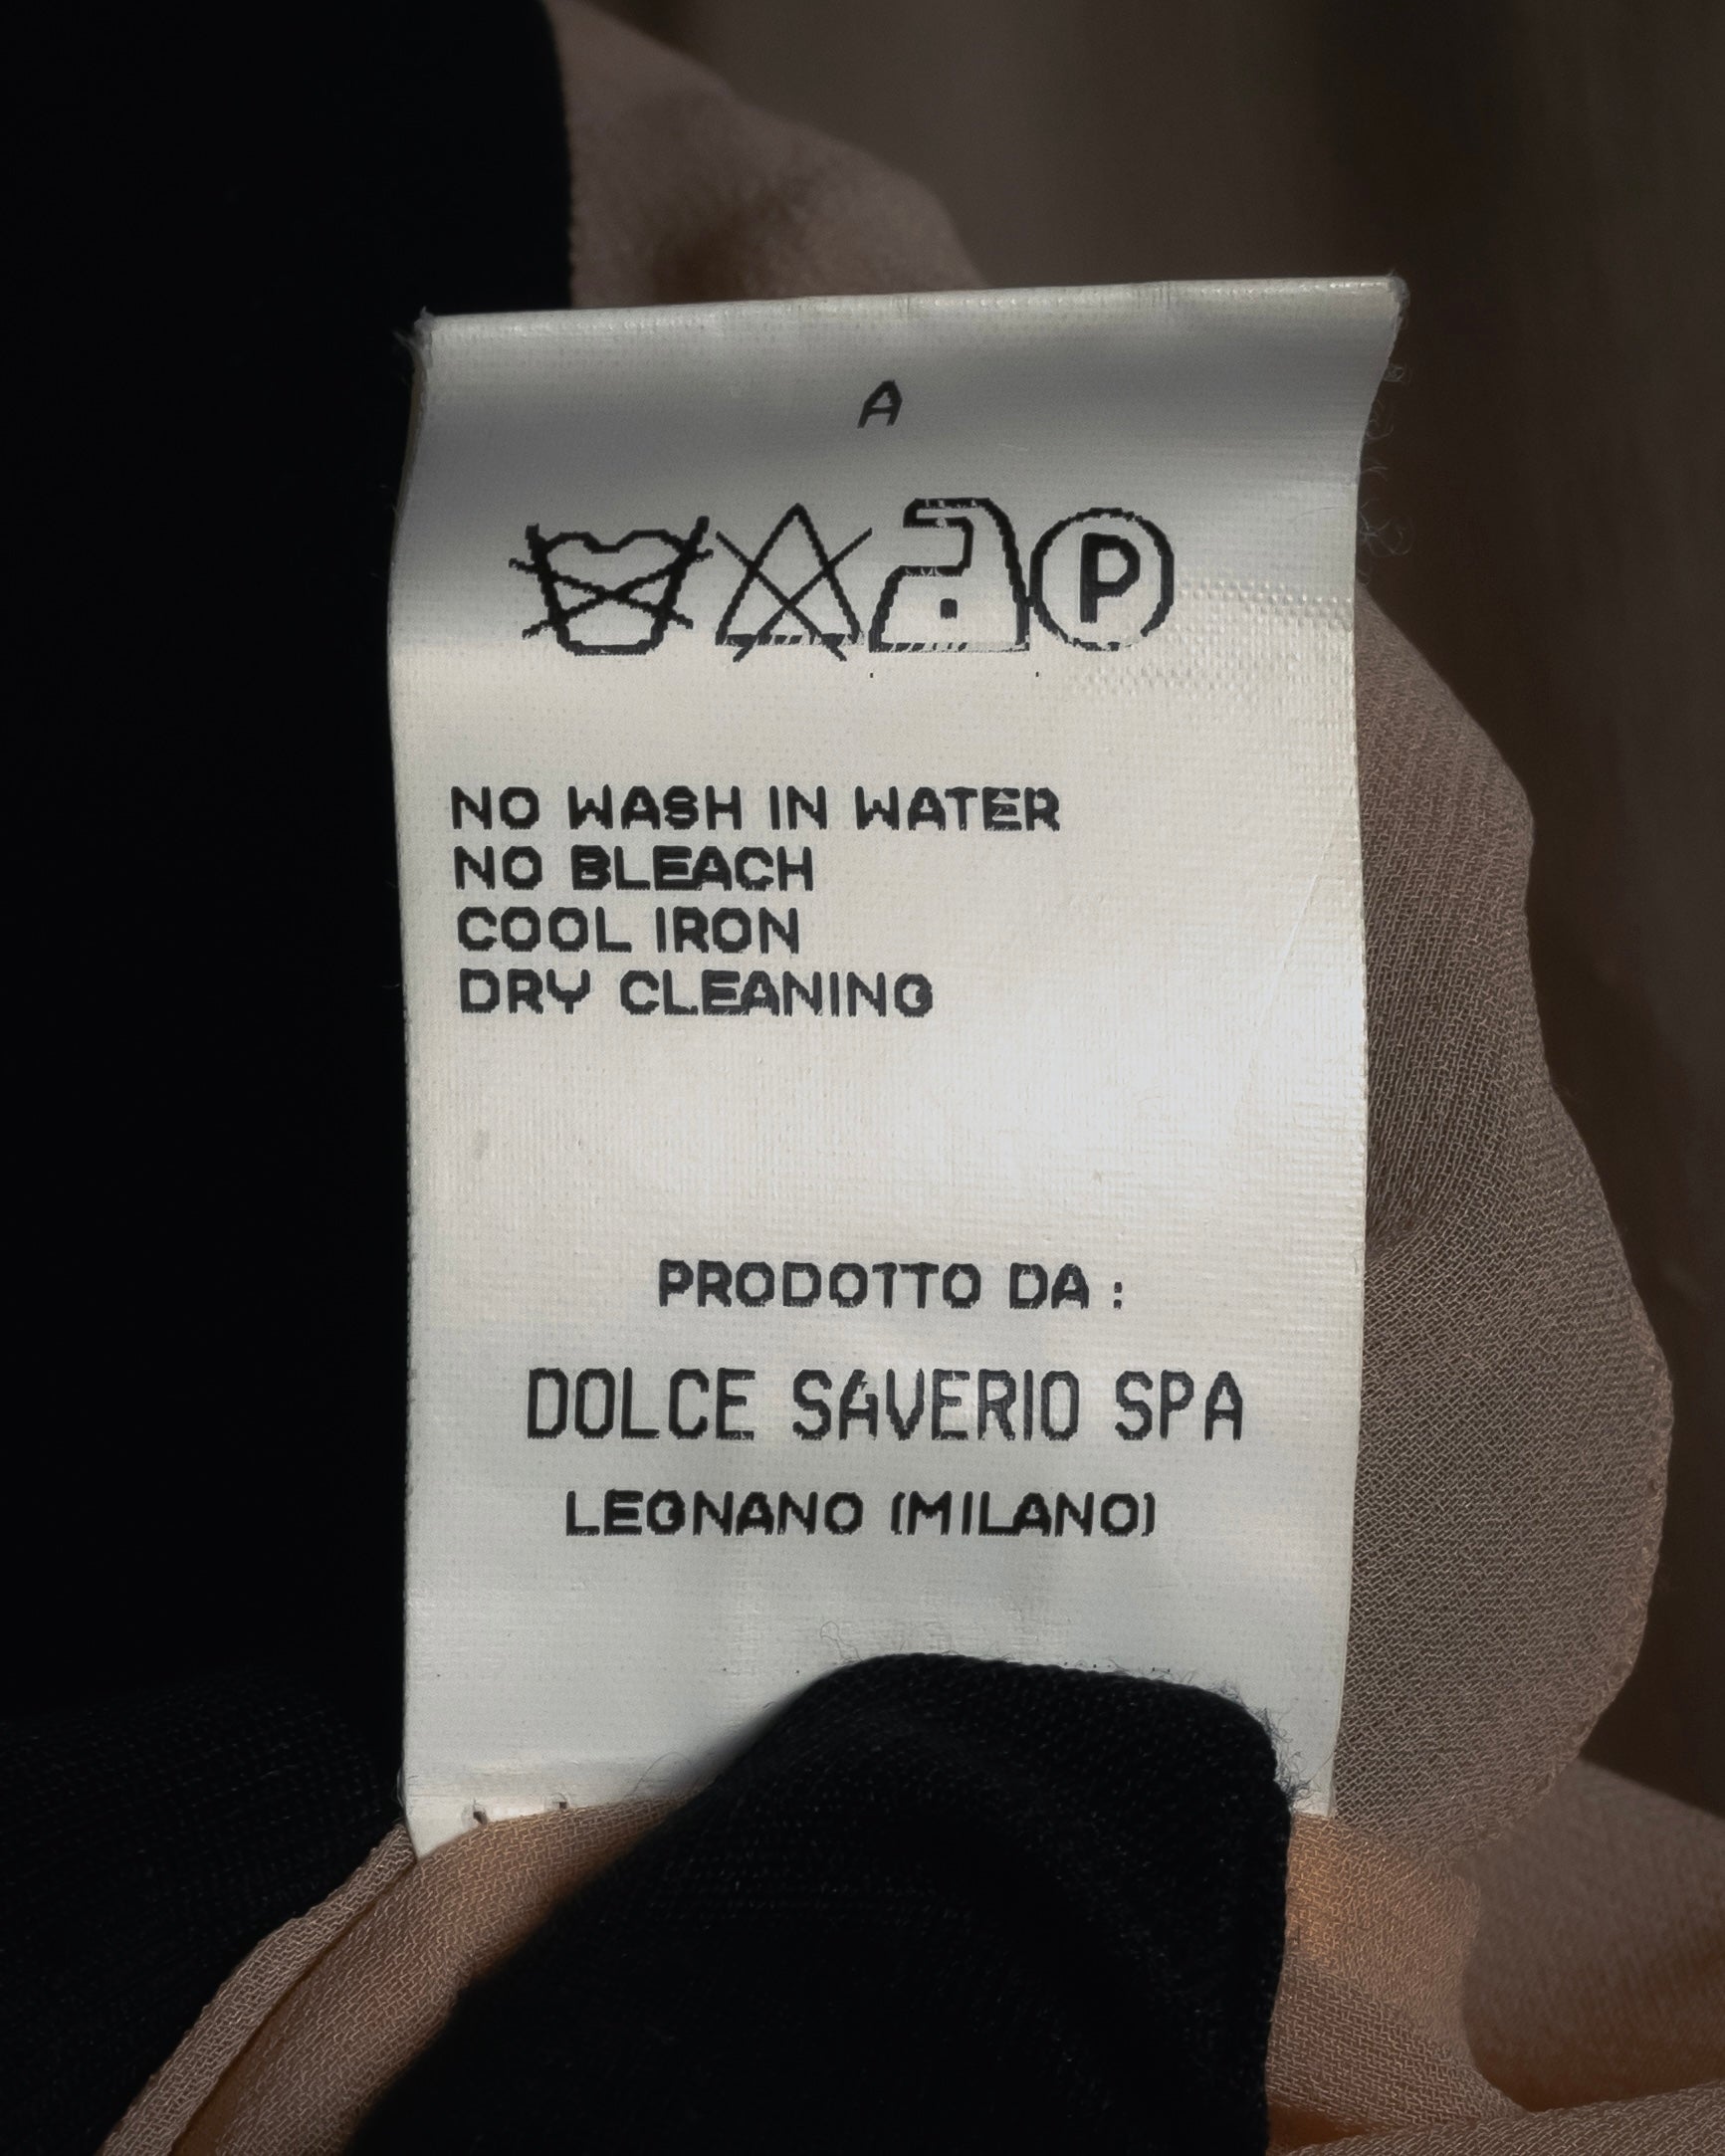 A
P
NO WASH IN WATER
NO BLEACH
COOL IRON
DRY CLEANING
PRODOTTO DA :
DOLCE SAVERIO SPA
LEGNANO (MILANO)